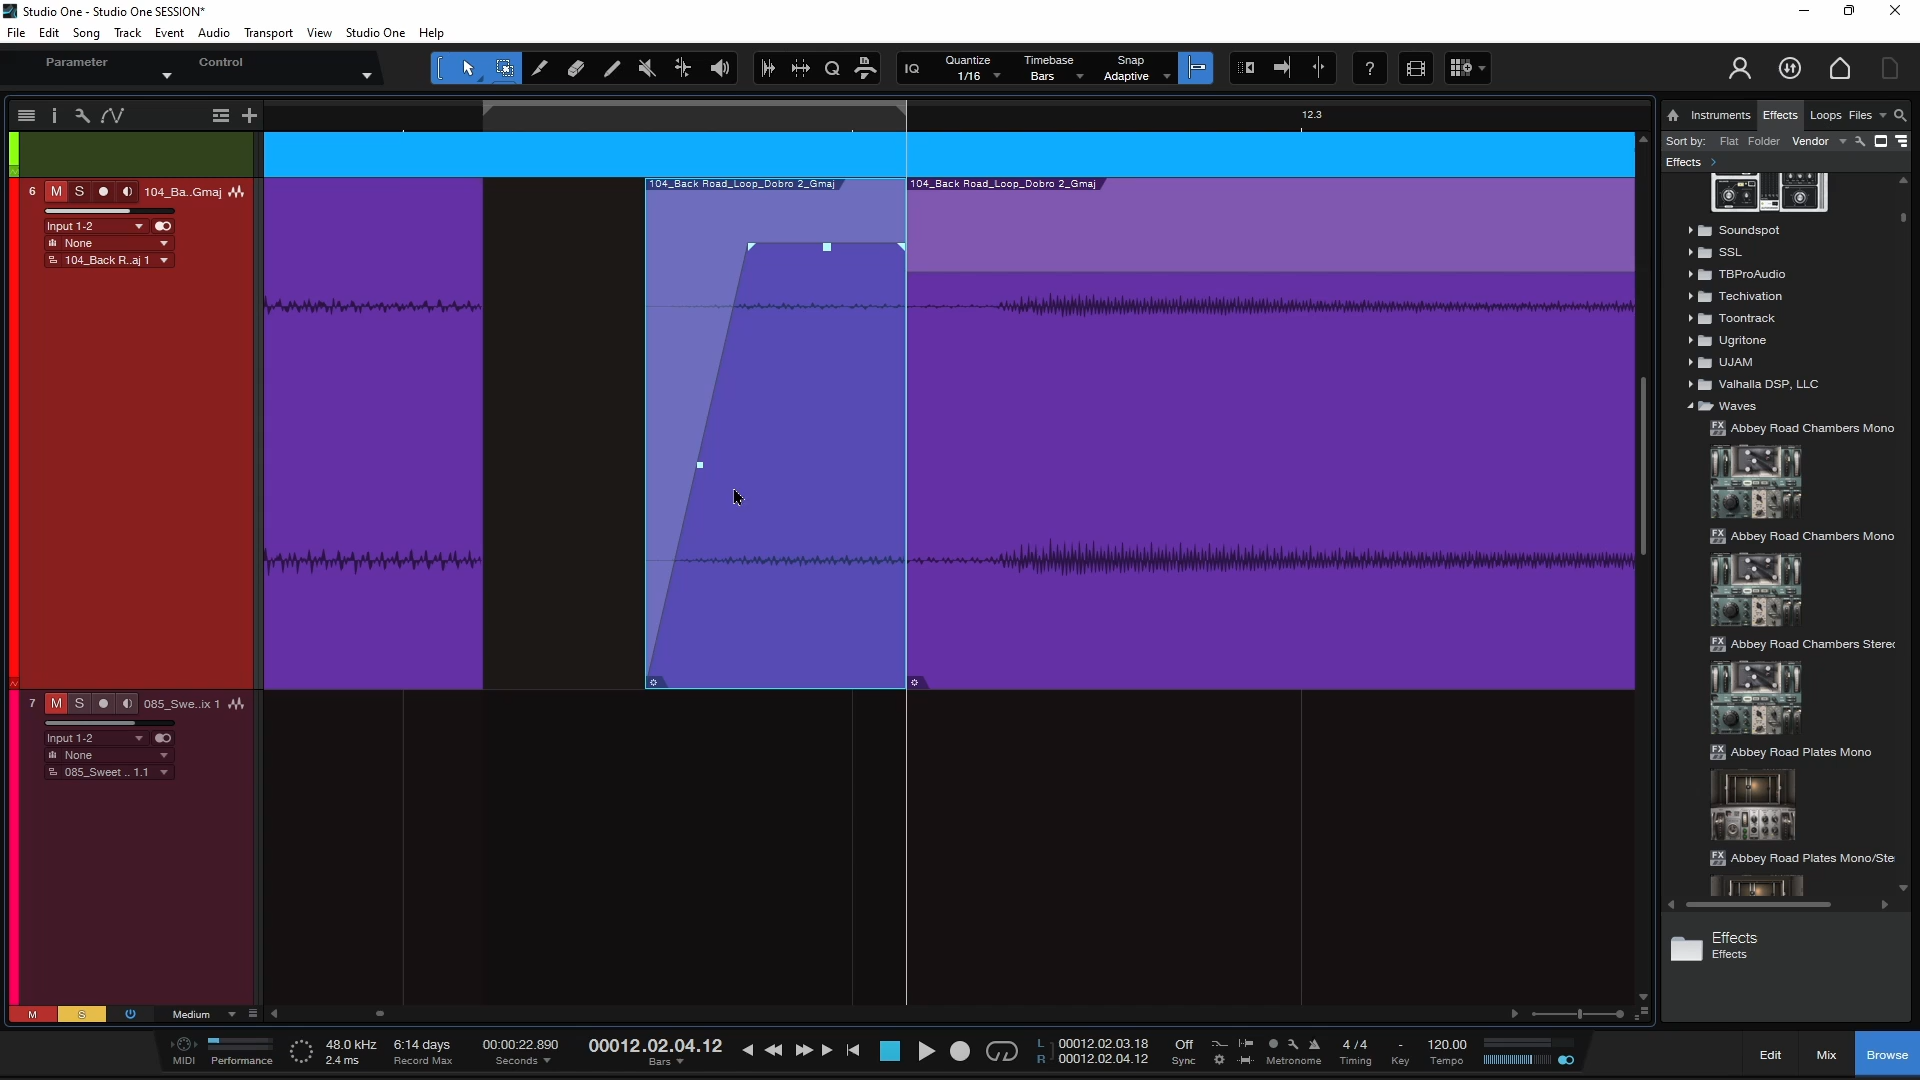 Studio One - Studio One SESSION*
File Edit Song Track Event Audio Transport View Studio One Help
Parameter Control
IQ Quantize 1/16 Timebase Bars Snap Adaptive ?
12.3
Instruments Effects Loops Files
Sort by: Flat Folder Vendor
Effects
6 M S 104_Ba..Gmaj
Input 1-2
None
104_Back R..aj 1
104_Back Road_Loop_Dobro 2_Gmaj
104_Back Road_Loop_Dobro 2_Gmaj
7 M S 085_Swe..ix 1
Input 1-2
None
085_Sweet .. 1.1
Soundspot
SSL
TBProAudio
Techivation
Toontrack
Ugritone
UJAM
Valhalla DSP, LLC
Waves
FX Abbey Road Chambers Mono
FX Abbey Road Chambers Mono
FX Abbey Road Chambers Stereo
FX Abbey Road Plates Mono
FX Abbey Road Plates Mono/Ste
Effects
Effects
M S Medium
MIDI Performance
48.0 kHz
2.4 ms
6:14 days
Record Max
00:00:22.890
Seconds
00012.02.04.12
Bars
L 00012.02.03.18
R 00012.02.04.12
Off
Sync
Metronome
4 / 4
Timing
-
Key
120.00
Tempo
Edit Mix Browse